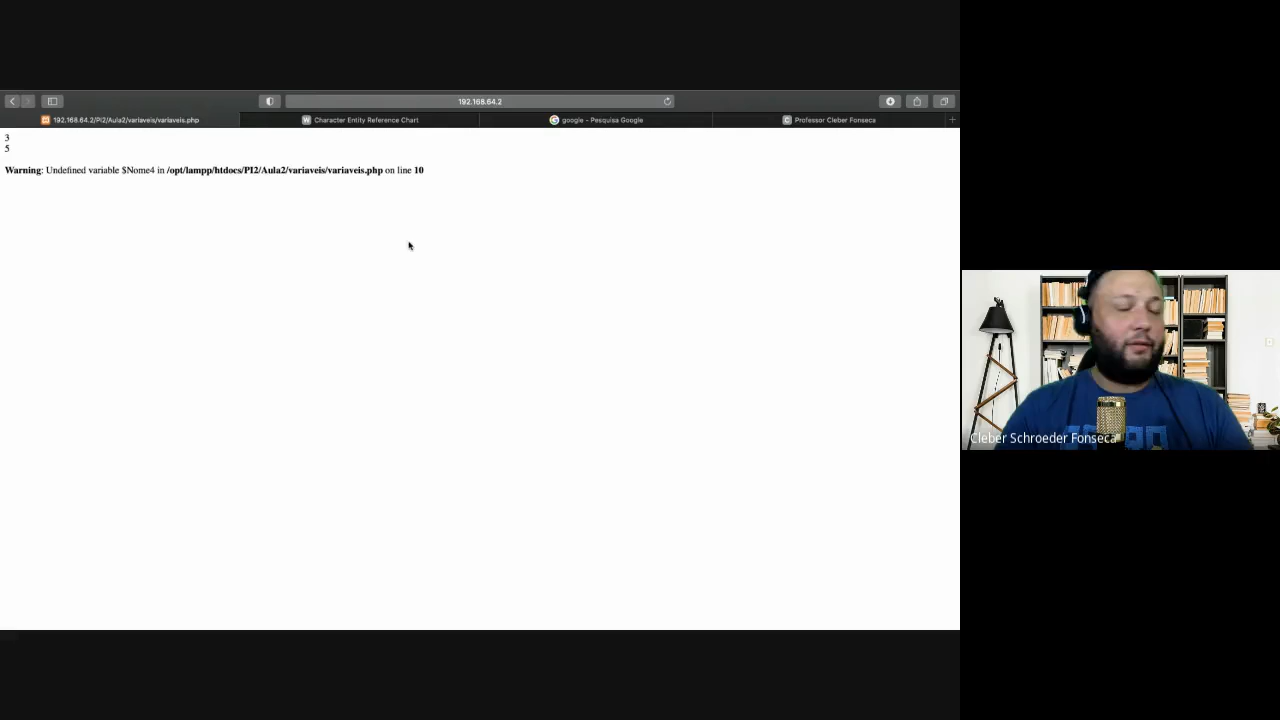 192.168.64.2
192.168.64.2/PI2/Aula2/variaveis/variaveis.php
Character Entity Reference Chart
google - Pesquisa Google
Professor Cleber Fonseca
3
5
Warning: Undefined variable $Nome4 in /opt/lampp/htdocs/PI2/Aula2/variaveis/variaveis.php on line 10
Cleber Schroeder Fonseca